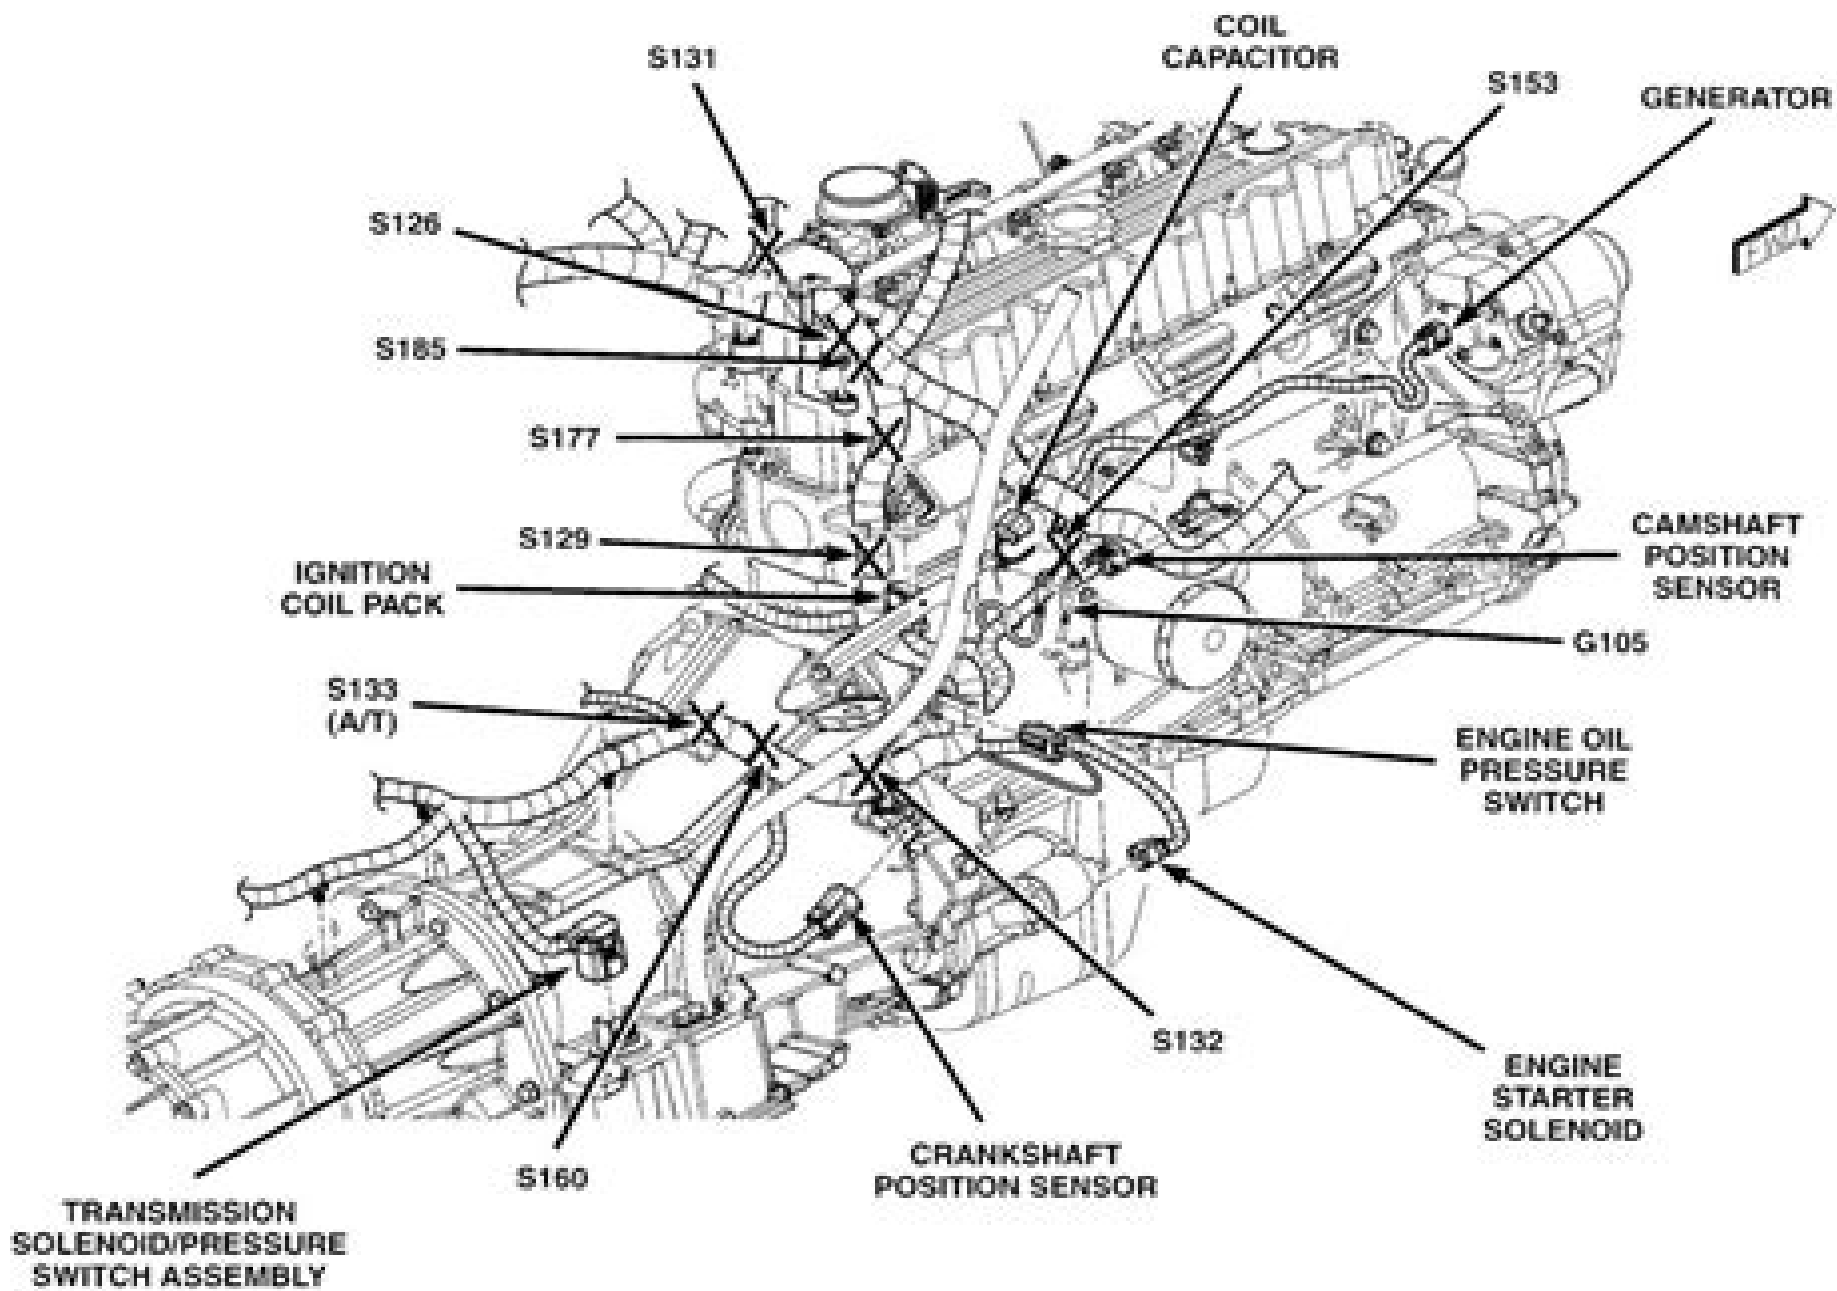 COIL
CAPACITOR
S131
S153
GENERATOR
S126
S185
S177
S129
IGNITION
COIL PACK
CAMSHAFT
POSITION
SENSOR
G105
S133
(A/T)
ENGINE OIL
PRESSURE
SWITCH
S132
ENGINE
STARTER
SOLENOID
CRANKSHAFT
POSITION SENSOR
S160
TRANSMISSION
SOLENOID/PRESSURE
SWITCH ASSEMBLY